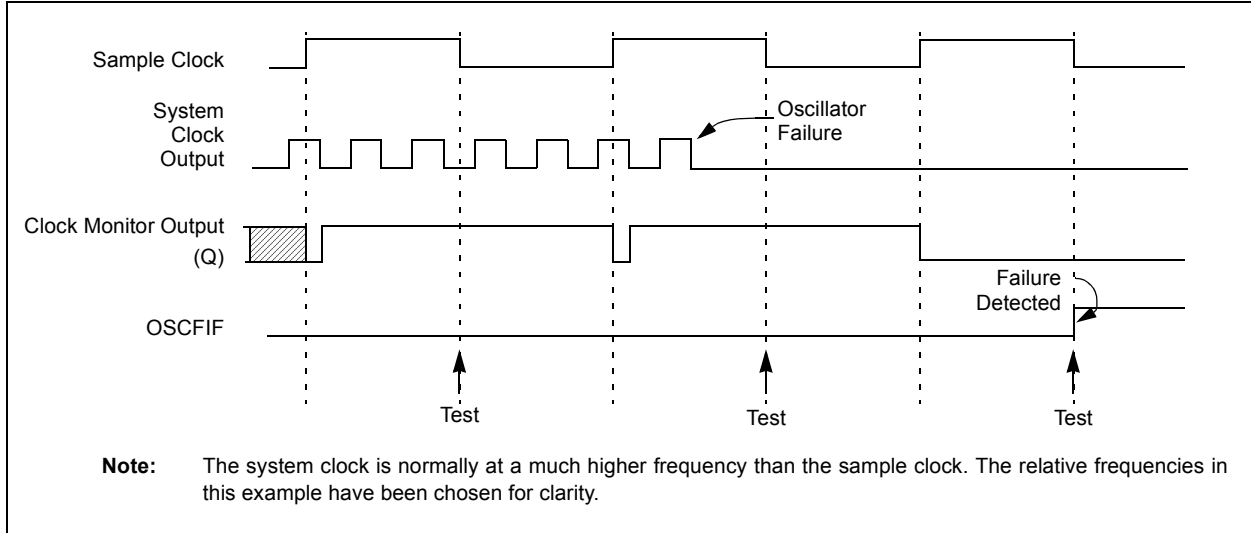 Sample Clock
System
Clock
Output
Oscillator
Failure
Clock Monitor Output
(Q)
Failure
Detected
OSCFIF
Test
Test
Test
Note: The system clock is normally at a much higher frequency than the sample clock. The relative frequencies in
this example have been chosen for clarity.